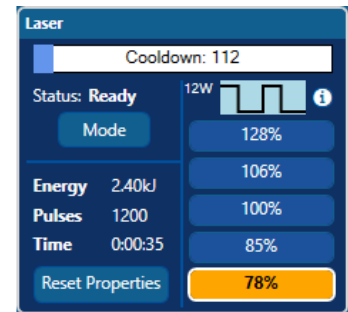 Laser
Cooldown: 112
Status: Ready
Mode
Energy 2.40kJ
Pulses 1200
Time 0:00:35
Reset Properties
12W
i
128%
106%
100%
85%
78%